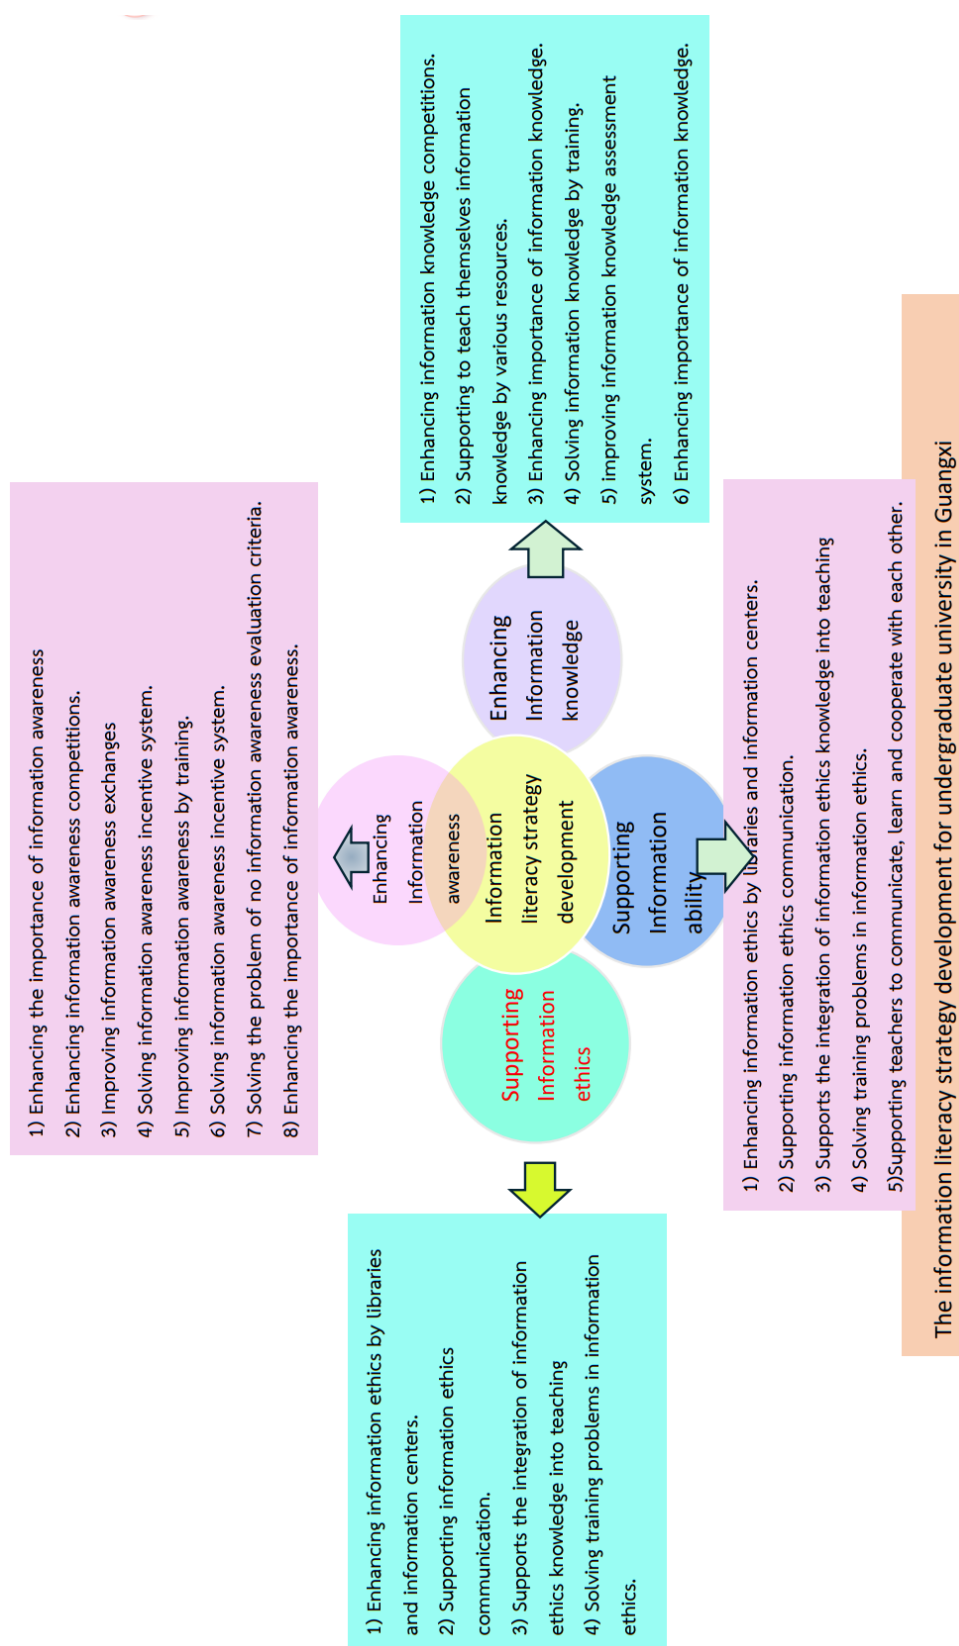 1) Enhancing the importance of information awareness
2) Enhancing information awareness competitions.
3) Improving information awareness exchanges
4) Solving information awareness incentive system.
5) Improving information awareness by training.
6) Solving information awareness incentive system.
7) Solving the problem of no information awareness evaluation criteria.
8) Enhancing the importance of information awareness.
Enhancing
Information
awareness
1) Enhancing information ethics by libraries
and information centers.
2) Supporting information ethics
communication.
3) Supports the integration of information
ethics knowledge into teaching
4) Solving training problems in information
ethics.
Supporting
Information
ethics
Information
literacy strategy
development
Enhancing
Information
knowledge
1) Enhancing information knowledge competitions.
2) Supporting to teach themselves information
knowledge by various resources.
3) Enhancing importance of information knowledge.
4) Solving information knowledge by training.
5) improving information knowledge assessment
system.
6) Enhancing importance of information knowledge.
Supporting
Information
ability
1) Enhancing information ethics by libraries and information centers.
2) Supporting information ethics communication.
3) Supports the integration of information ethics knowledge into teaching
4) Solving training problems in information ethics.
5)Supporting teachers to communicate, learn and cooperate with each other.
The information literacy strategy development for undergraduate university in Guangxi